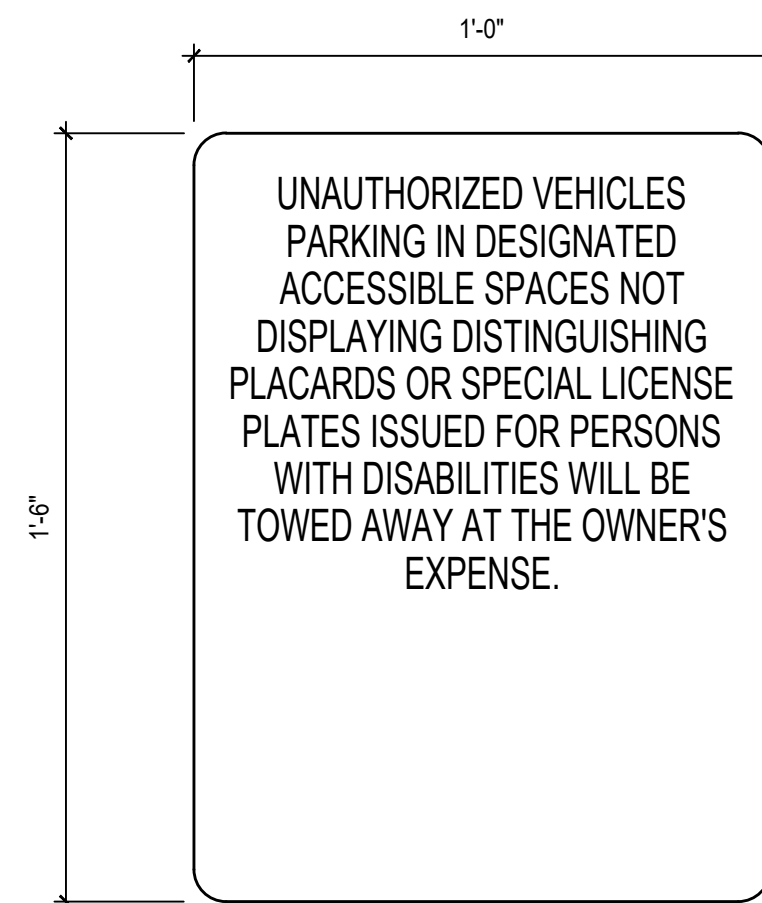 1'-0"
UNAUTHORIZED VEHICLES
PARKING IN DESIGNATED
ACCESSIBLE SPACES NOT
DISPLAYING DISTINGUISHING
PLACARDS OR SPECIAL LICENSE
PLATES ISSUED FOR PERSONS
WITH DISABILITIES WILL BE
TOWED AWAY AT THE OWNER'S
EXPENSE.
1'-6"